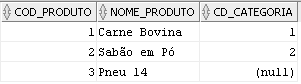 COD_PRODUTO NOME_PRODUTO CD_CATEGORIA
1 Carne Bovina 1
2 Sabão em Pó 2
3 Pneu 14 (null)